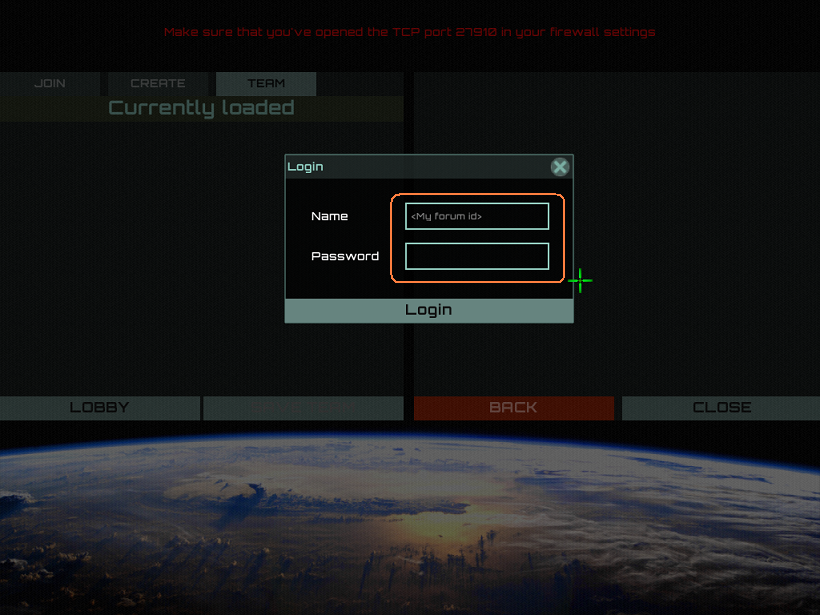 Make sure that you've opened the TCP port 27910 in your firewall settings
JOIN CREATE TEAM
Currently loaded
Login
Name <My forum id>
Password
Login
LOBBY BACK CLOSE